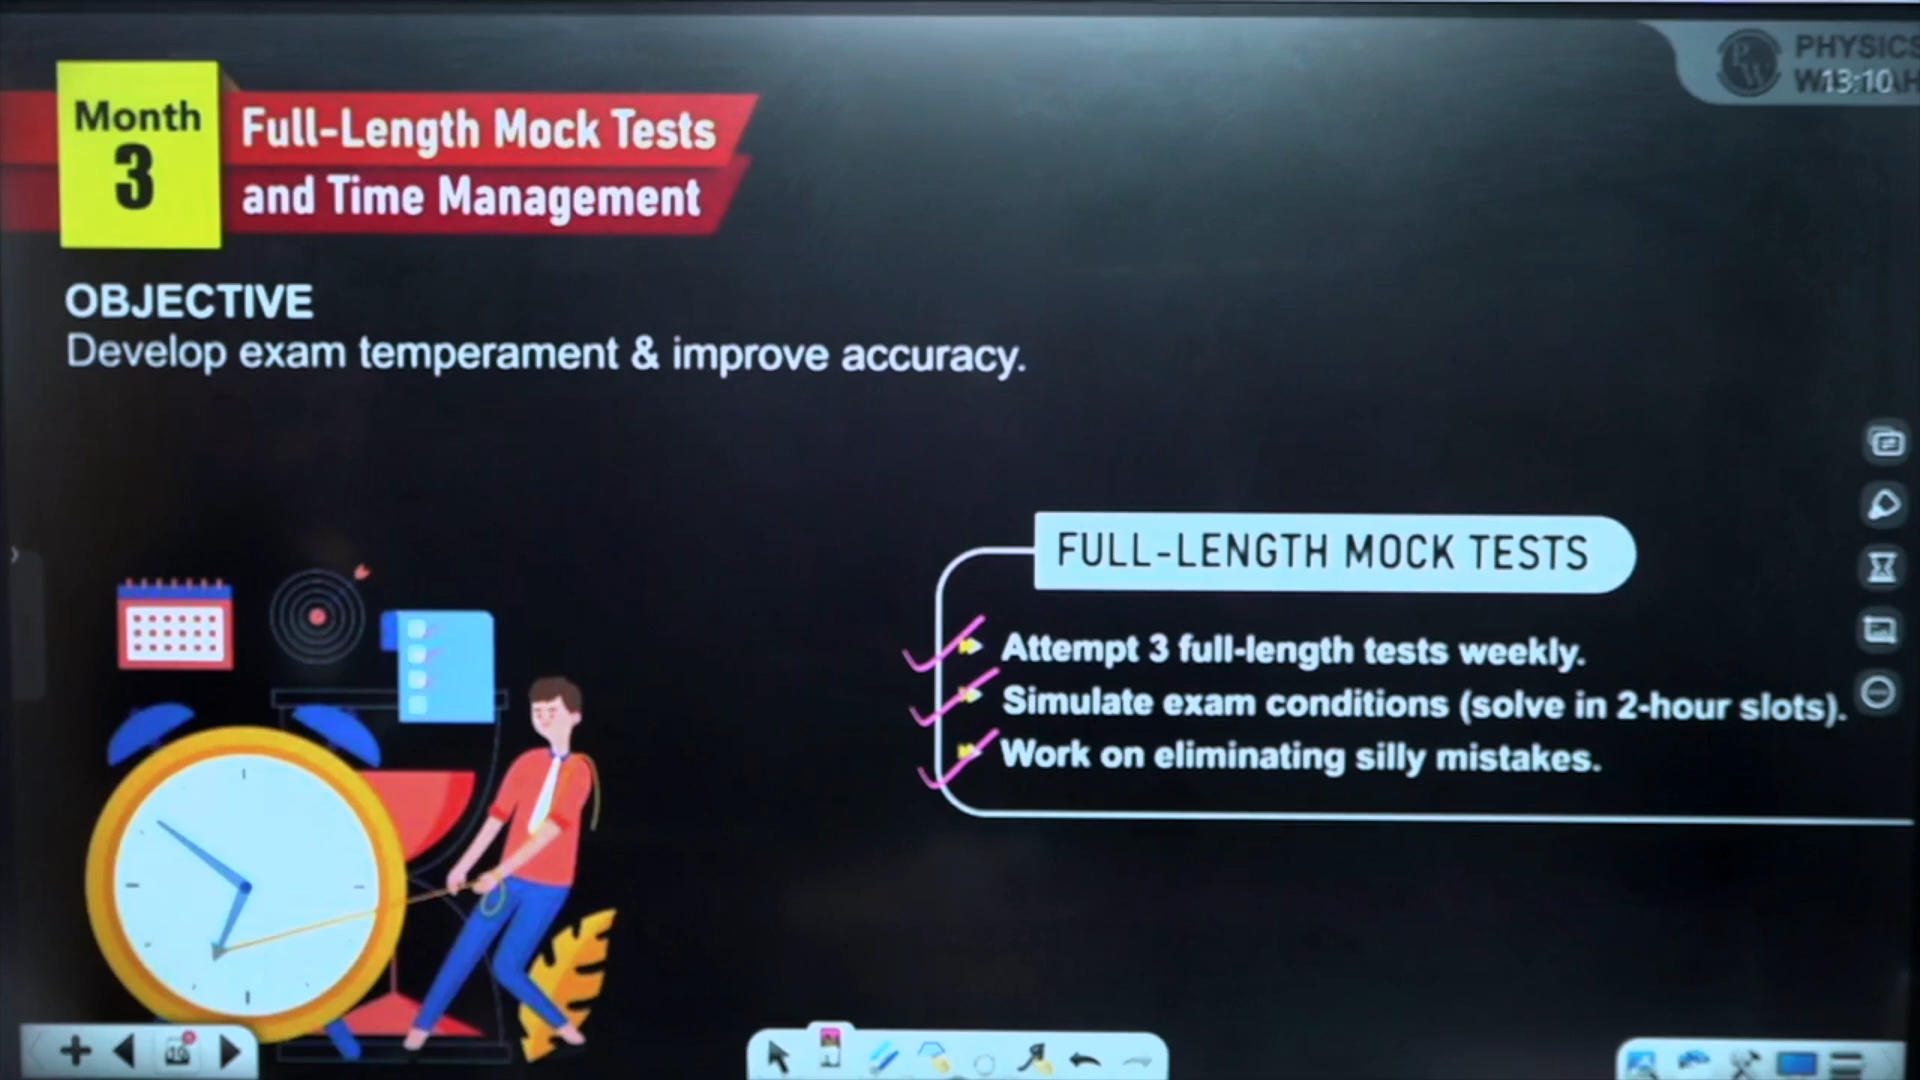 Month
3
Full-Length Mock Tests
and Time Management
PHYSICS
13:10
OBJECTIVE
Develop exam temperament & improve accuracy.
FULL-LENGTH MOCK TESTS
Attempt 3 full-length tests weekly.
Simulate exam conditions (solve in 2-hour slots).
Work on eliminating silly mistakes.